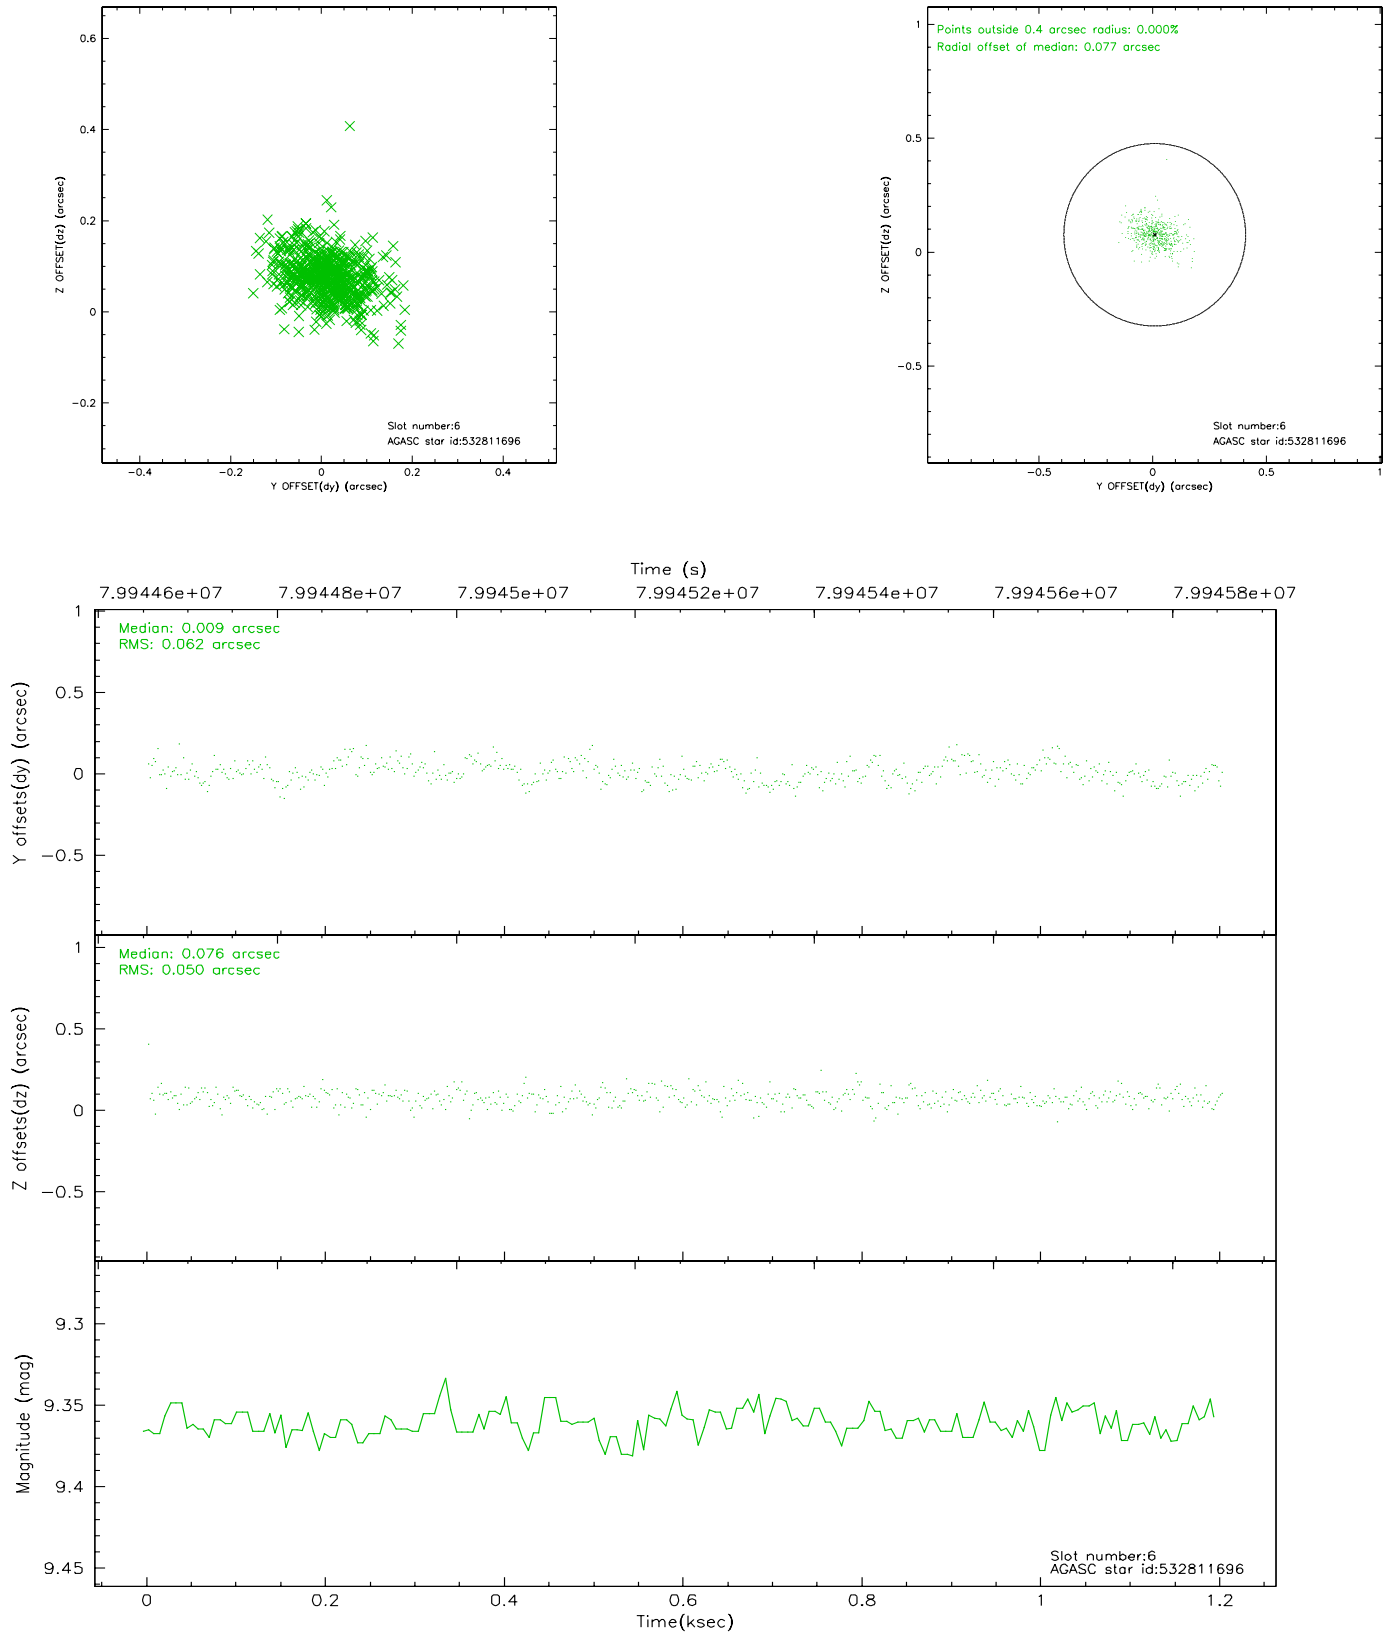 0.6
0.4
0.2
0
−0.2
−0.4
−0.2
0
0.2
0.4
Z OFFSET(dz) (arcsec)
Y OFFSET(dy) (arcsec)
Slot number:6
AGASC star id:532811696
Points outside 0.4 arcsec radius: 0.000%
Radial offset of median: 0.077 arcsec
1
0.5
0
−0.5
−0.5
0
0.5
1
Z OFFSET(dz) (arcsec)
Y OFFSET(dy) (arcsec)
Slot number:6
AGASC star id:532811696
Time (s)
7.99446e+07 7.99448e+07 7.9945e+07 7.99452e+07 7.99454e+07 7.99456e+07 7.99458e+07
Median: 0.009 arcsec
RMS: 0.062 arcsec
1
0.5
0
−0.5
Y offsets(dy) (arcsec)
Median: 0.076 arcsec
RMS: 0.050 arcsec
1
0.5
0
−0.5
Z offsets(dz) (arcsec)
9.3
9.35
9.4
9.45
Magnitude (mag)
Slot number:6
AGASC star id:532811696
0 0.2 0.4 0.6 0.8 1 1.2
Time(ksec)